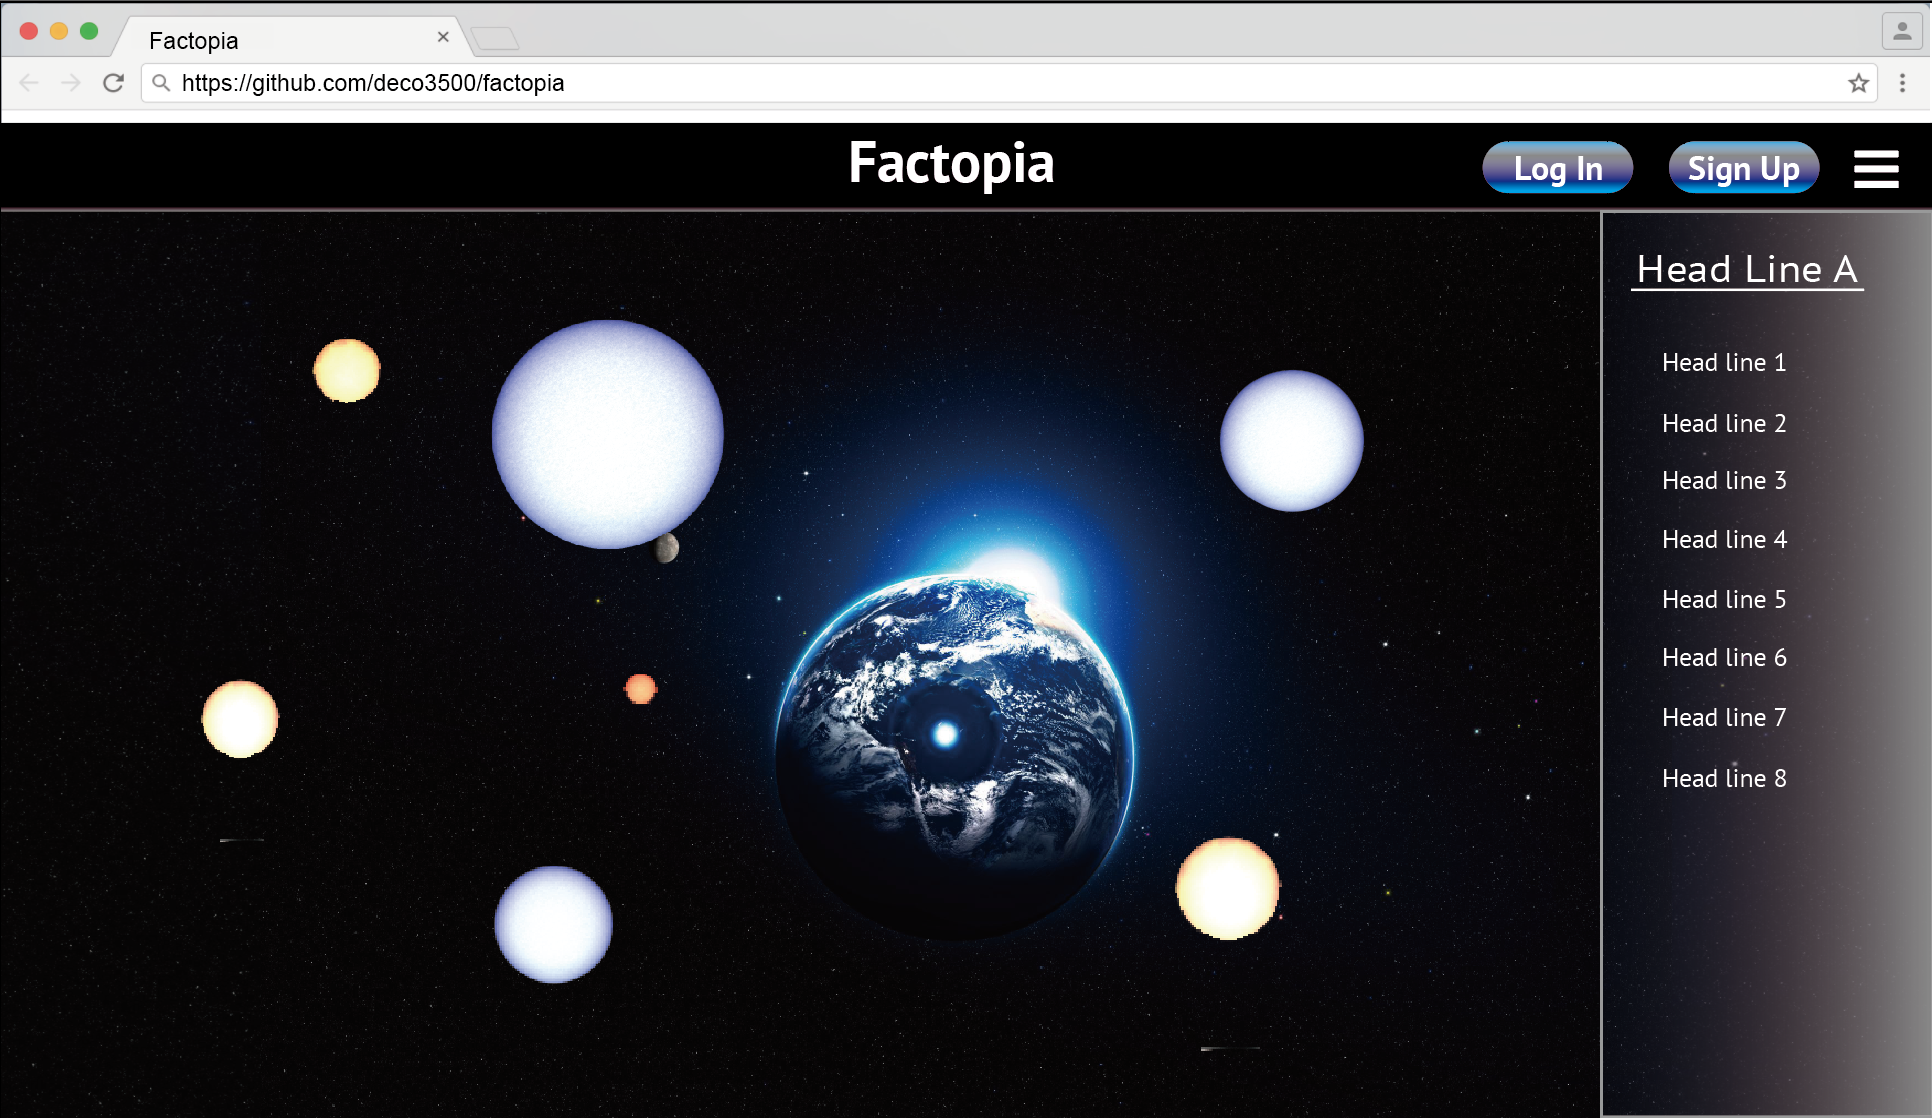 Factopia
https://github.com/deco3500/factopia
Factopia
Log In
Sign Up
Head Line A
Head line 1
Head line 2
Head line 3
Head line 4
Head line 5
Head line 6
Head line 7
Head line 8